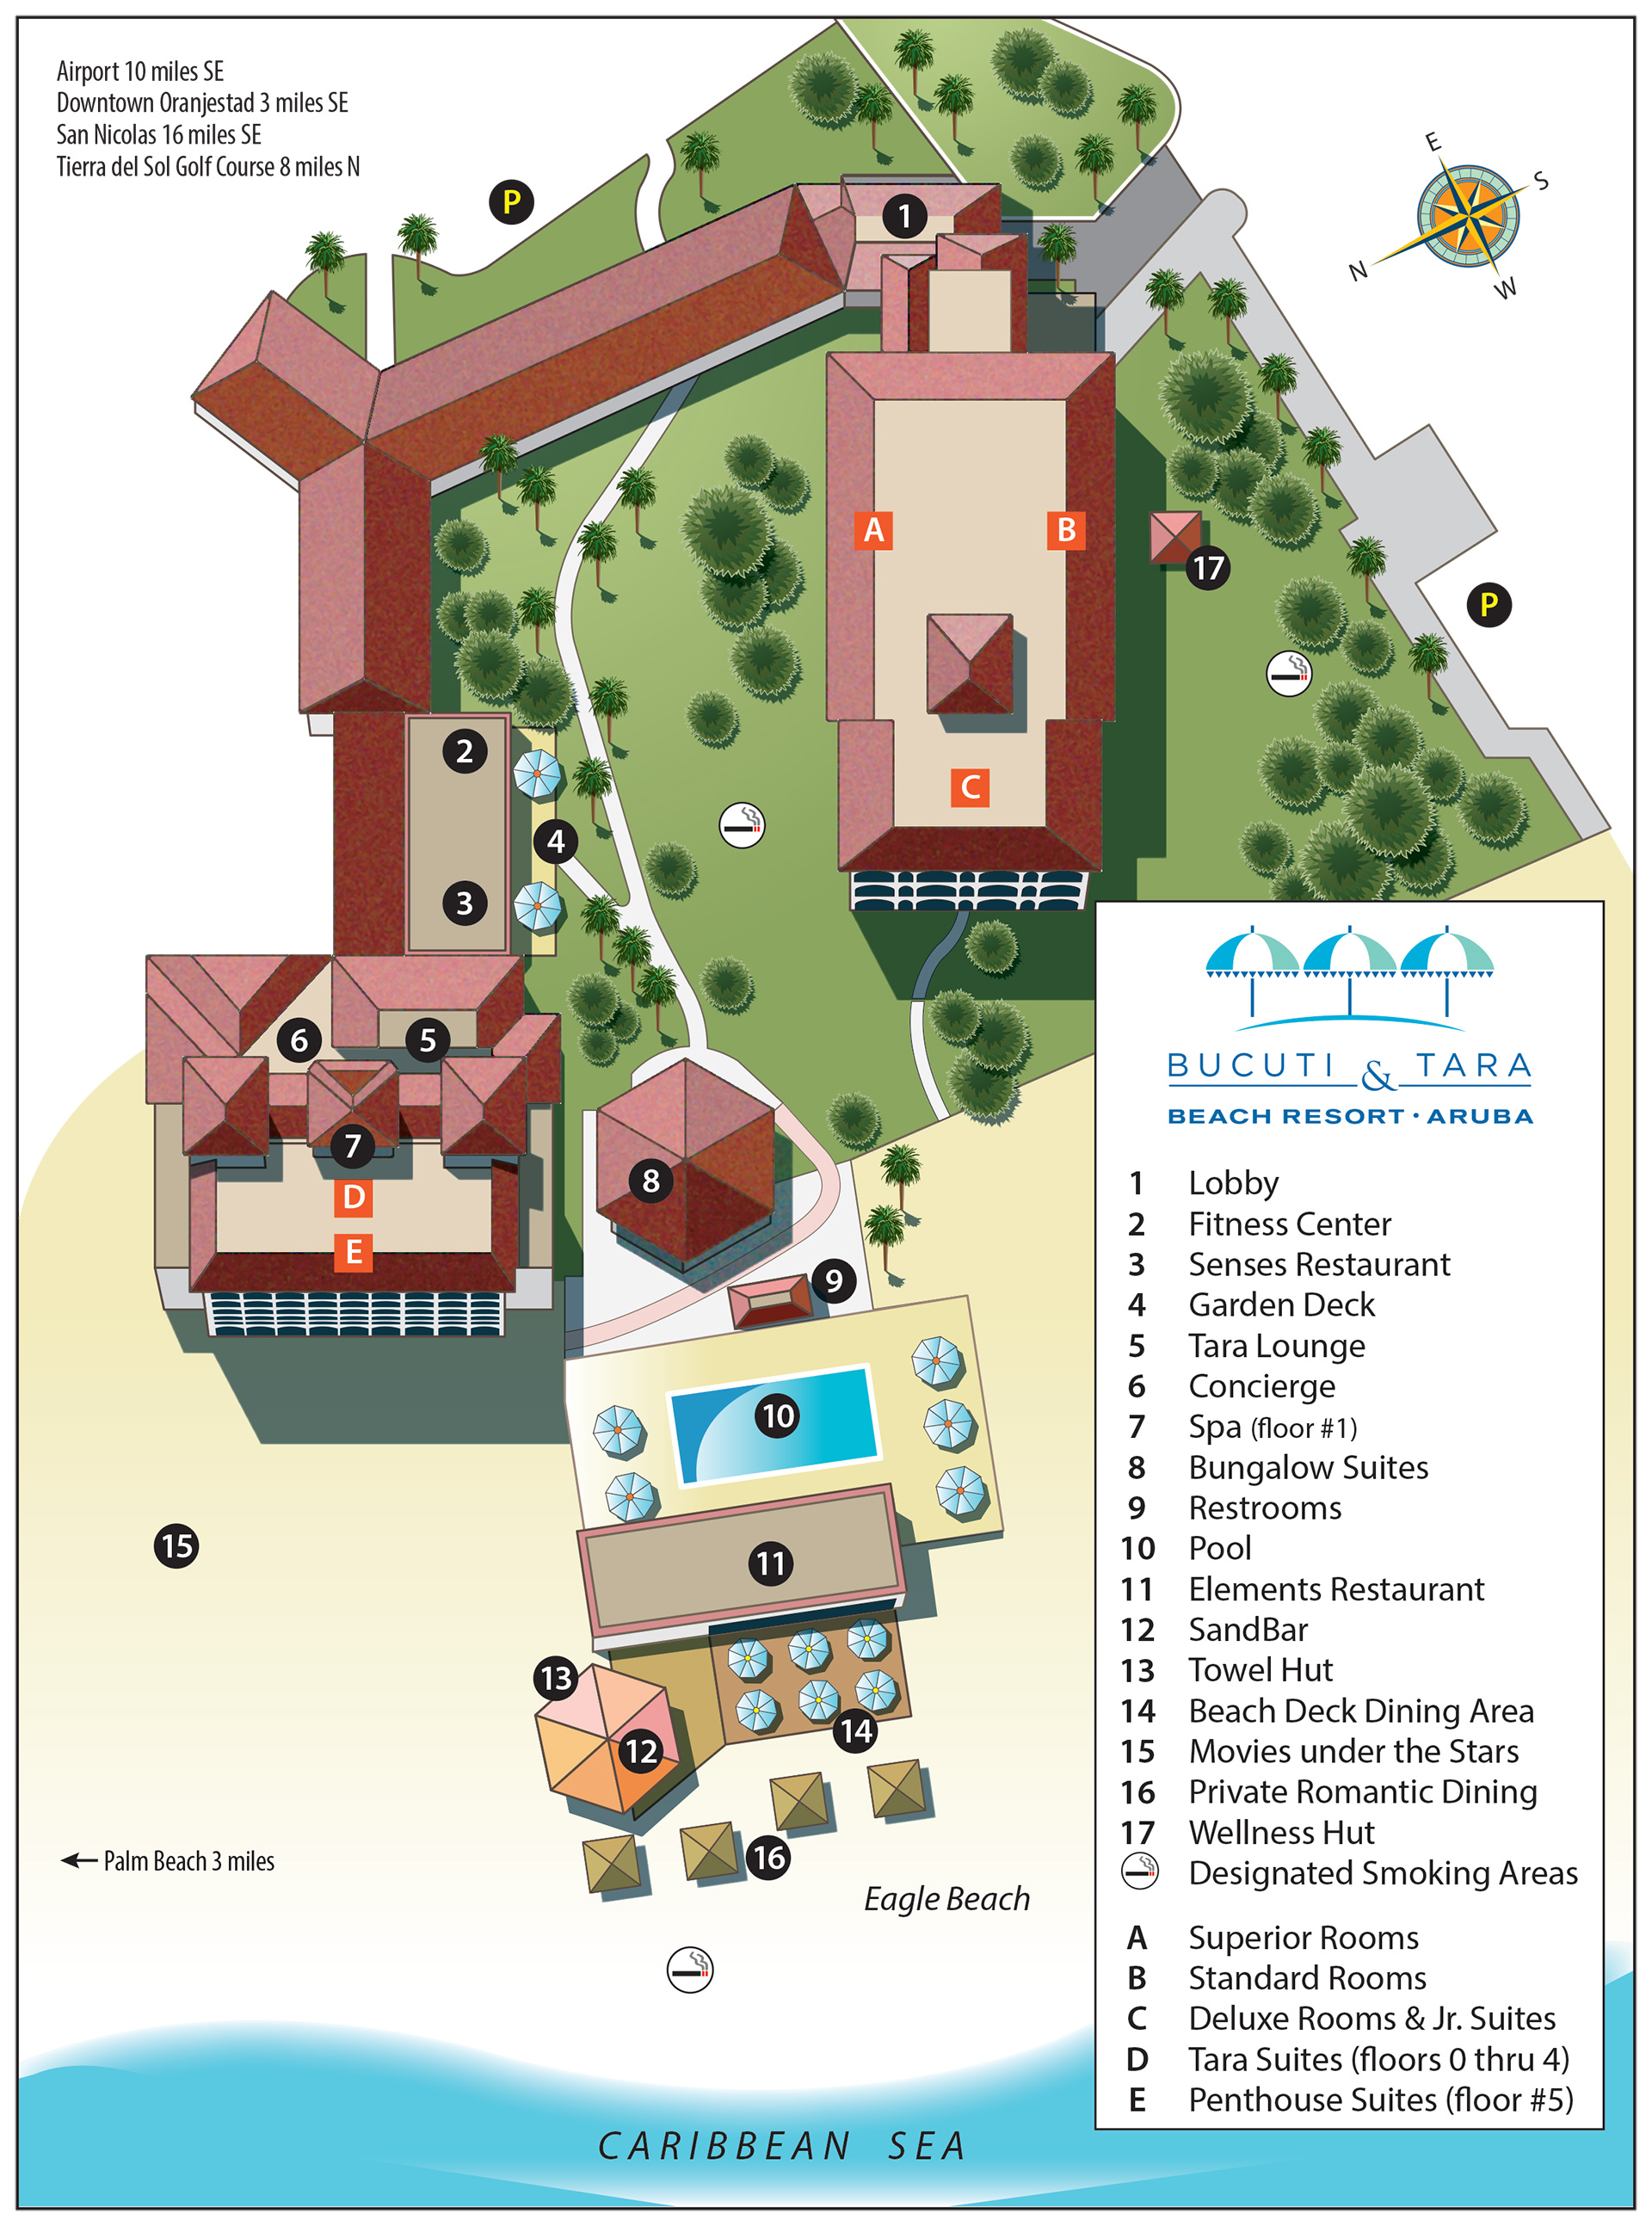 Airport 10 miles SE
Downtown Oranjestad 3 miles SE
San Nicolas 16 miles SE
Tierra del Sol Golf Course 8 miles N
E
S
N
W
P
1
A
B
17
P
2
C
4
3
6
5
7
8
D
E
9
10
15
11
13
12
14
16
← Palm Beach 3 miles
Eagle Beach
CARIBBEAN SEA
BUCUTI & TARA
BEACH RESORT • ARUBA
1 Lobby
2 Fitness Center
3 Senses Restaurant
4 Garden Deck
5 Tara Lounge
6 Concierge
7 Spa (floor #1)
8 Bungalow Suites
9 Restrooms
10 Pool
11 Elements Restaurant
12 SandBar
13 Towel Hut
14 Beach Deck Dining Area
15 Movies under the Stars
16 Private Romantic Dining
17 Wellness Hut
Designated Smoking Areas
A Superior Rooms
B Standard Rooms
C Deluxe Rooms & Jr. Suites
D Tara Suites (floors 0 thru 4)
E Penthouse Suites (floor #5)